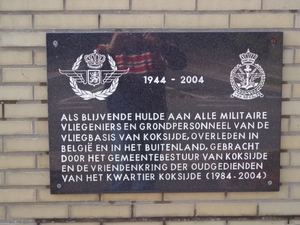 1944 - 2004
ALS BLIJVENDE HULDE AAN ALLE MILITAIRE
VLIEGENIERS EN GRONDPERSONNEEL VAN DE
VLIEGBASIS VAN KOKSIJDE, OVERLEDEN IN
BELGIË EN IN HET BUITENLAND, GEBRACHT
DOOR HET GEMEENTEBESTUUR VAN KOKSIJDE
EN DE VRIENDENKRING DER OUDGEDIENDEN
VAN HET KWARTIER KOKSIJDE (1984-2004)